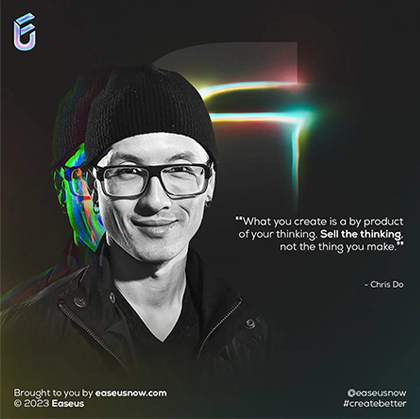 ""What you create is a by product
of your thinking. Sell the thinking,
not the thing you make.""
- Chris Do
Brought to you by easeusnow.com
© 2023 Easeus
@easeusnow
#createbetter